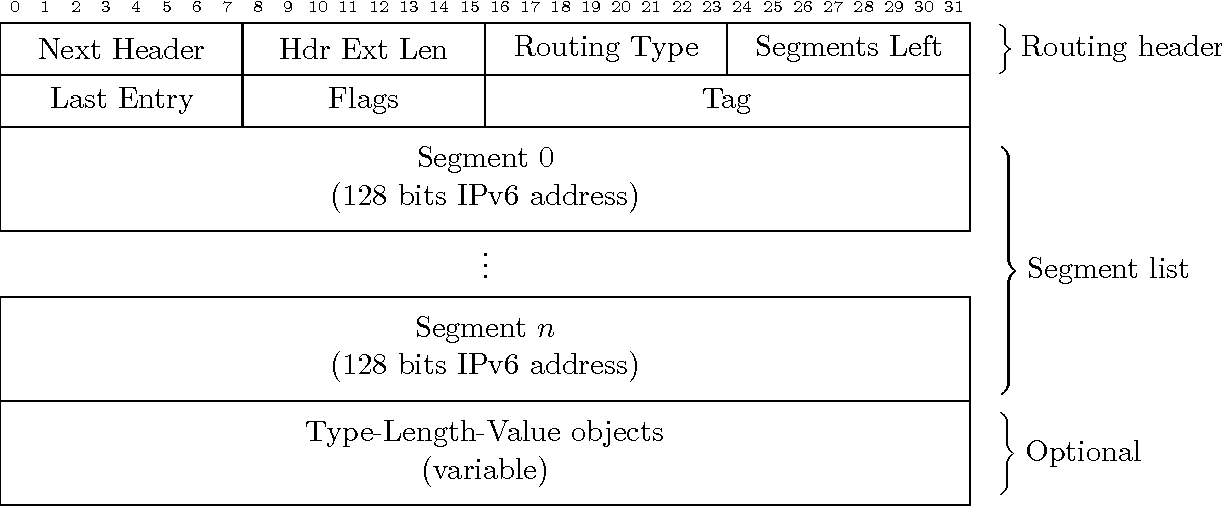 0 1 2 3 4 5 6 7 8 9 10 11 12 13 14 15 16 17 18 19 20 21 22 23 24 25 26 27 28 29 30 31
Next Header Hdr Ext Len Routing Type Segments Left Routing header
Last Entry Flags Tag
Segment 0
(128 bits IPv6 address)
⋮
Segment list
Segment n
(128 bits IPv6 address)
Type-Length-Value objects
(variable)
Optional